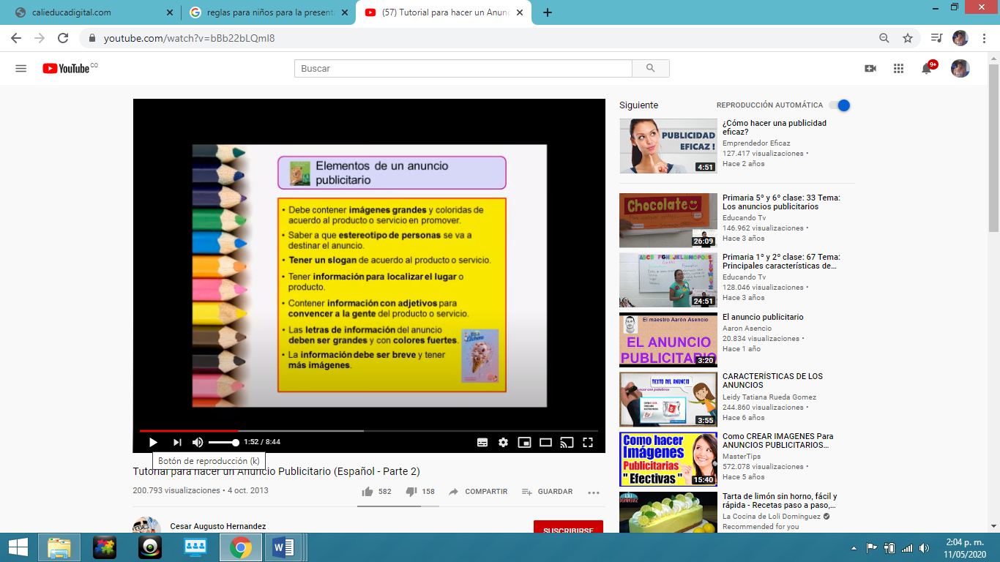 calieducadigital.com
reglas para niños para la present
(57) Tutorial para hacer un Anunc
youtube.com/watch?v=bBb22bLQmI8
YouTube CO
Buscar
9+
Elementos de un anuncio
publicitario
• Debe contener imágenes grandes y coloridas de
acuerdo al producto o servicio en promover.
• Saber a que estereotipo de personas se va a
destinar el anuncio.
• Tener un slogan de acuerdo al producto o servicio.
• Tener información para localizar el lugar o
producto.
• Contener información con adjetivos para
convencer a la gente del producto o servicio.
• Las letras de información del anuncio
deben ser grandes y con colores fuertes.
• La información debe ser breve y tener
más imágenes.
1:52 / 8:44
Botón de reproducción (k)
Tutorial para hacer un Anuncio Publicitario (Español - Parte 2)
200.793 visualizaciones • 4 oct. 2013
582
158
COMPARTIR
GUARDAR
Cesar Augusto Hernandez
SUSCRIBIRSE
Siguiente
REPRODUCCIÓN AUTOMÁTICA
PUBLICIDAD
EFICAZ !
4:51
¿Cómo hacer una publicidad
eficaz?
Emprendedor Eficaz
127.417 visualizaciones •
Hace 2 años
Chocolate
26:09
Primaria 5º y 6º clase: 33 Tema:
Los anuncios publicitarios
Educando Tv
146.962 visualizaciones •
Hace 3 años
24:51
Primaria 1º y 2º clase: 67 Tema:
Principales características de...
Educando Tv
128.046 visualizaciones •
Hace 3 años
El maestro Aarón Asencio
EL ANUNCIO
PUBLICITARIO
3:20
El anuncio publicitario
Aaron Asencio
20.834 visualizaciones •
Hace 1 año
TEXTO DEL ANUNCIO
3:55
CARACTERÍSTICAS DE LOS
ANUNCIOS
Leidy Tatiana Rueda Gomez
244.860 visualizaciones •
Hace 6 años
Como hacer
Imágenes
Publicitarias
" Efectivas "
15:40
Como CREAR IMAGENES Para
ANUNCIOS PUBLICITARIOS...
MasterTips
572.078 visualizaciones •
Hace 5 años
LOLI
DOMÍNGUEZ
Tarta de limón sin horno, fácil y
rápida - Recetas paso a paso,...
La Cocina de Loli Dominguez
Recommended for you
2:04 p. m.
11/05/2020